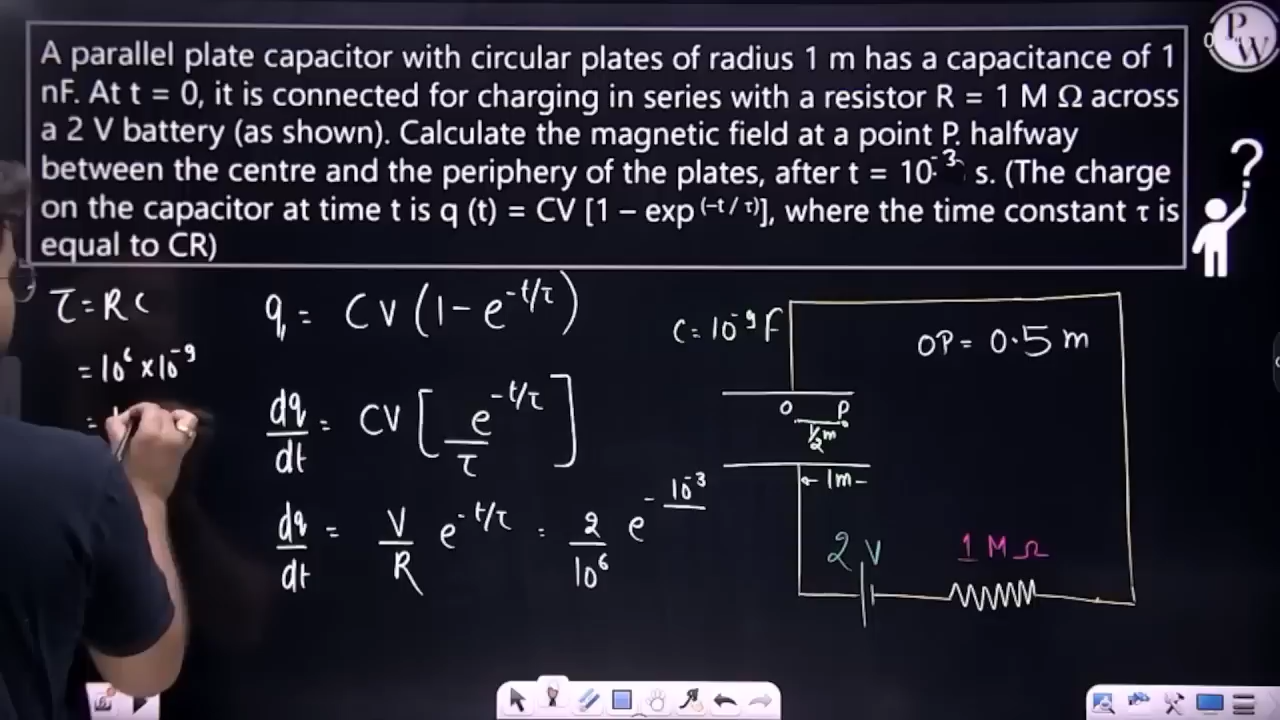 A parallel plate capacitor with circular plates of radius 1 m has a capacitance of 1
nF. At t = 0, it is connected for charging in series with a resistor R = 1 M Ω across
a 2 V battery (as shown). Calculate the magnetic field at a point P. halfway
between the centre and the periphery of the plates, after t = 10⁻³ s. (The charge
on the capacitor at time t is q (t) = CV [1 – exp (–t / τ)], where the time constant τ is
equal to CR)
P
W
?
τ = RC
= 10⁶ × 10⁻⁹
=
q = CV (1 - e^-t/τ)
dq/dt = CV [e^-t/τ / τ]
dq/dt = V/R e^-t/τ = 2/10⁶ e^-10⁻³
C = 10⁻⁹ F
OP = 0.5 m
O P
1/2 m
1m
2 V
1 M Ω